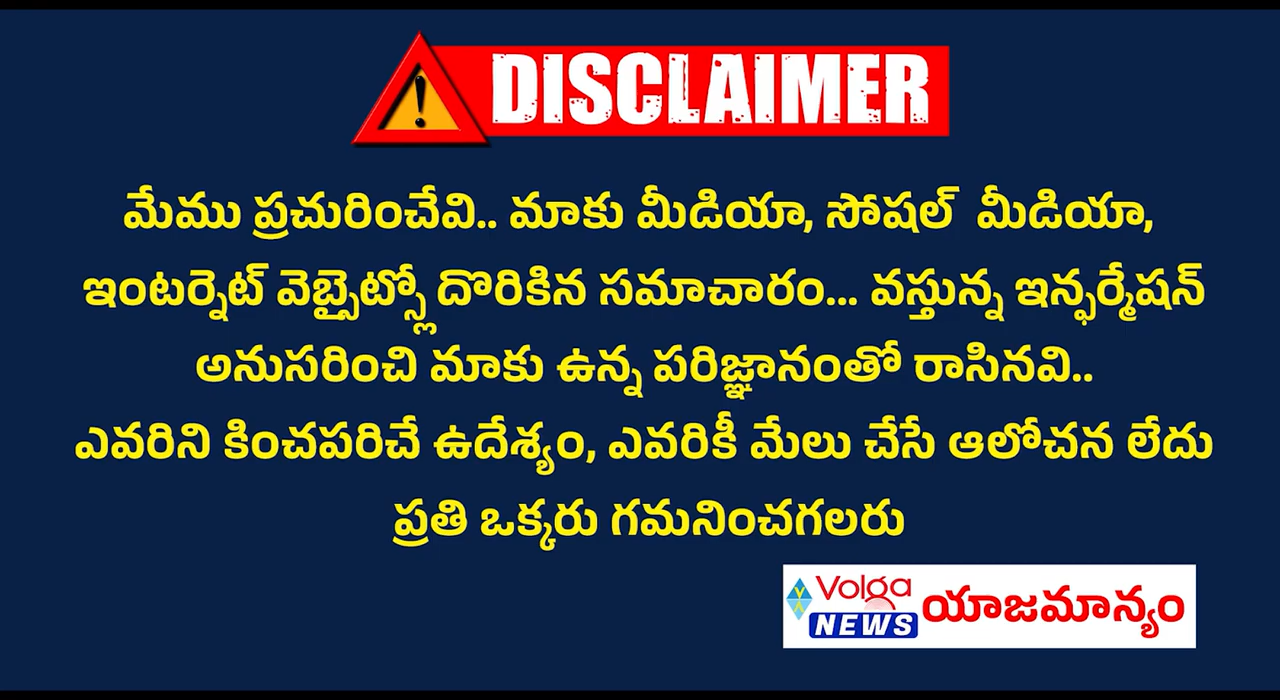 DISCLAIMER
మేము ప్రచురించేవి.. మాకు మీడియా, సోషల్ మీడియా,
ఇంటర్నెట్ వెబ్సైట్స్లో దొరికిన సమాచారం... వస్తున్న ఇన్ఫర్మేషన్
అనుసరించి మాకు ఉన్న పరిజ్ఞానంతో రాసినవి..
ఎవరిని కించపరిచే ఉదేశ్యం, ఎవరికీ మేలు చేసే ఆలోచన లేదు
ప్రతి ఒక్కరు గమనించగలరు
Volga NEWS యాజమాన్యం